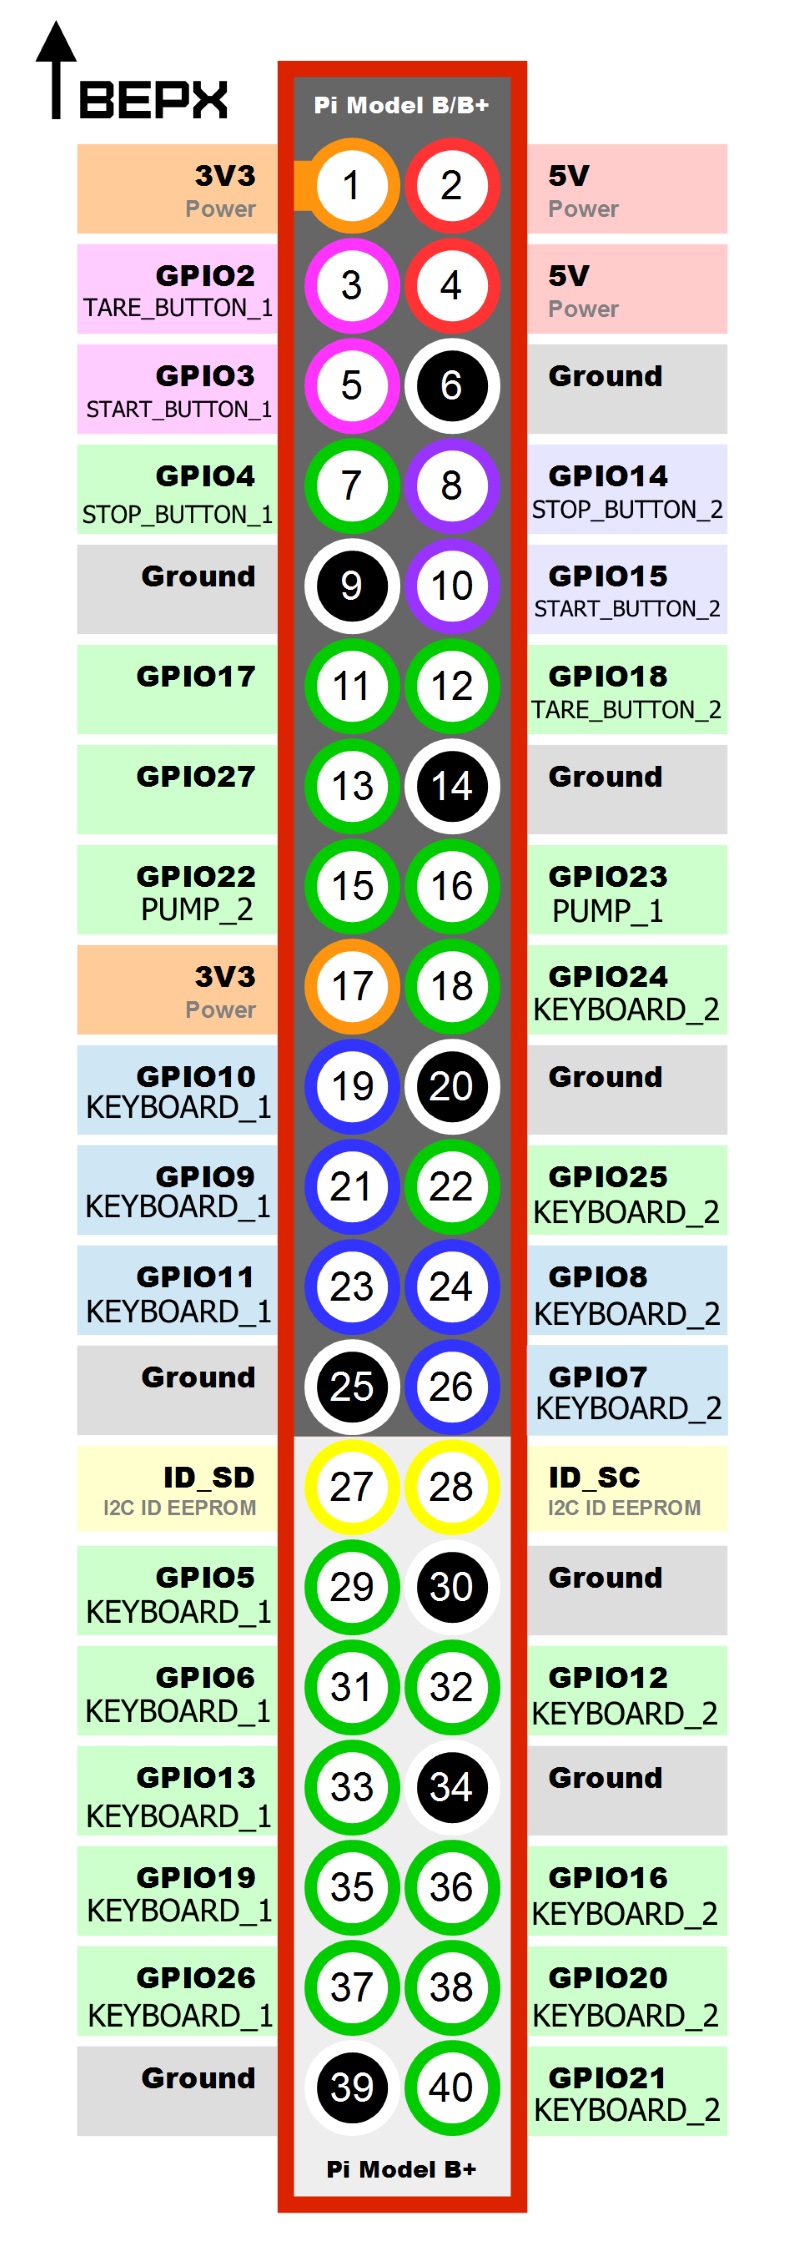 ВЕРХ
Pi Model B/B+
3V3
Power
1
2
5V
Power
GPIO2
TARE_BUTTON_1
3
4
5V
Power
GPIO3
START_BUTTON_1
5
6
Ground
GPIO4
STOP_BUTTON_1
7
8
GPIO14
STOP_BUTTON_2
Ground
9
10
GPIO15
START_BUTTON_2
GPIO17
11
12
GPIO18
TARE_BUTTON_2
GPIO27
13
14
Ground
GPIO22
PUMP_2
15
16
GPIO23
PUMP_1
3V3
Power
17
18
GPIO24
KEYBOARD_2
GPIO10
KEYBOARD_1
19
20
Ground
GPIO9
KEYBOARD_1
21
22
GPIO25
KEYBOARD_2
GPIO11
KEYBOARD_1
23
24
GPIO8
KEYBOARD_2
Ground
25
26
GPIO7
KEYBOARD_2
ID_SD
I2C ID EEPROM
27
28
ID_SC
I2C ID EEPROM
GPIO5
KEYBOARD_1
29
30
Ground
GPIO6
KEYBOARD_1
31
32
GPIO12
KEYBOARD_2
GPIO13
KEYBOARD_1
33
34
Ground
GPIO19
KEYBOARD_1
35
36
GPIO16
KEYBOARD_2
GPIO26
KEYBOARD_1
37
38
GPIO20
KEYBOARD_2
Ground
39
40
GPIO21
KEYBOARD_2
Pi Model B+